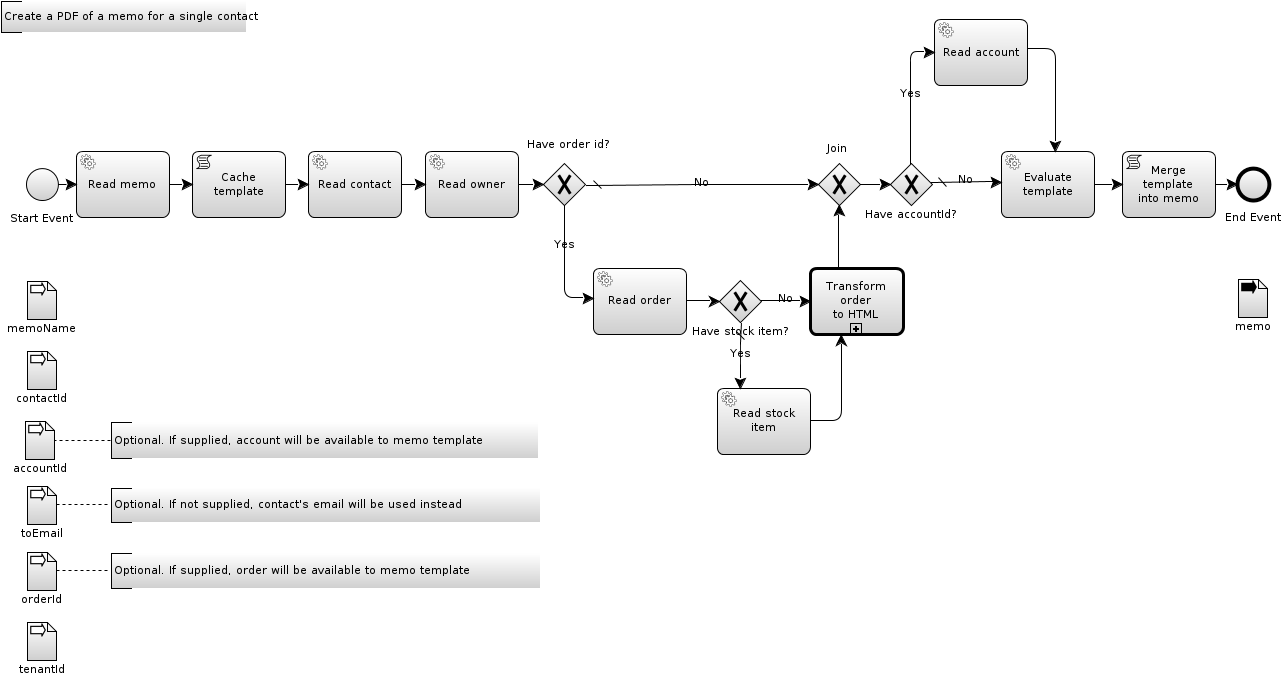 Create a PDF of a memo for a single contact
Read account
Yes
Have order id?
Join
Start Event
Read memo
Cache
template
Read contact
Read owner
No
Have accountId?
No
Evaluate
template
Merge
template
into memo
End Event
Yes
Read order
Have stock item?
No
Transform
order
to HTML
Yes
Read stock
item
memoName
memo
contactId
accountId
Optional. If supplied, account will be available to memo template
toEmail
Optional. If not supplied, contact's email will be used instead
orderId
Optional. If supplied, order will be available to memo template
tenantId